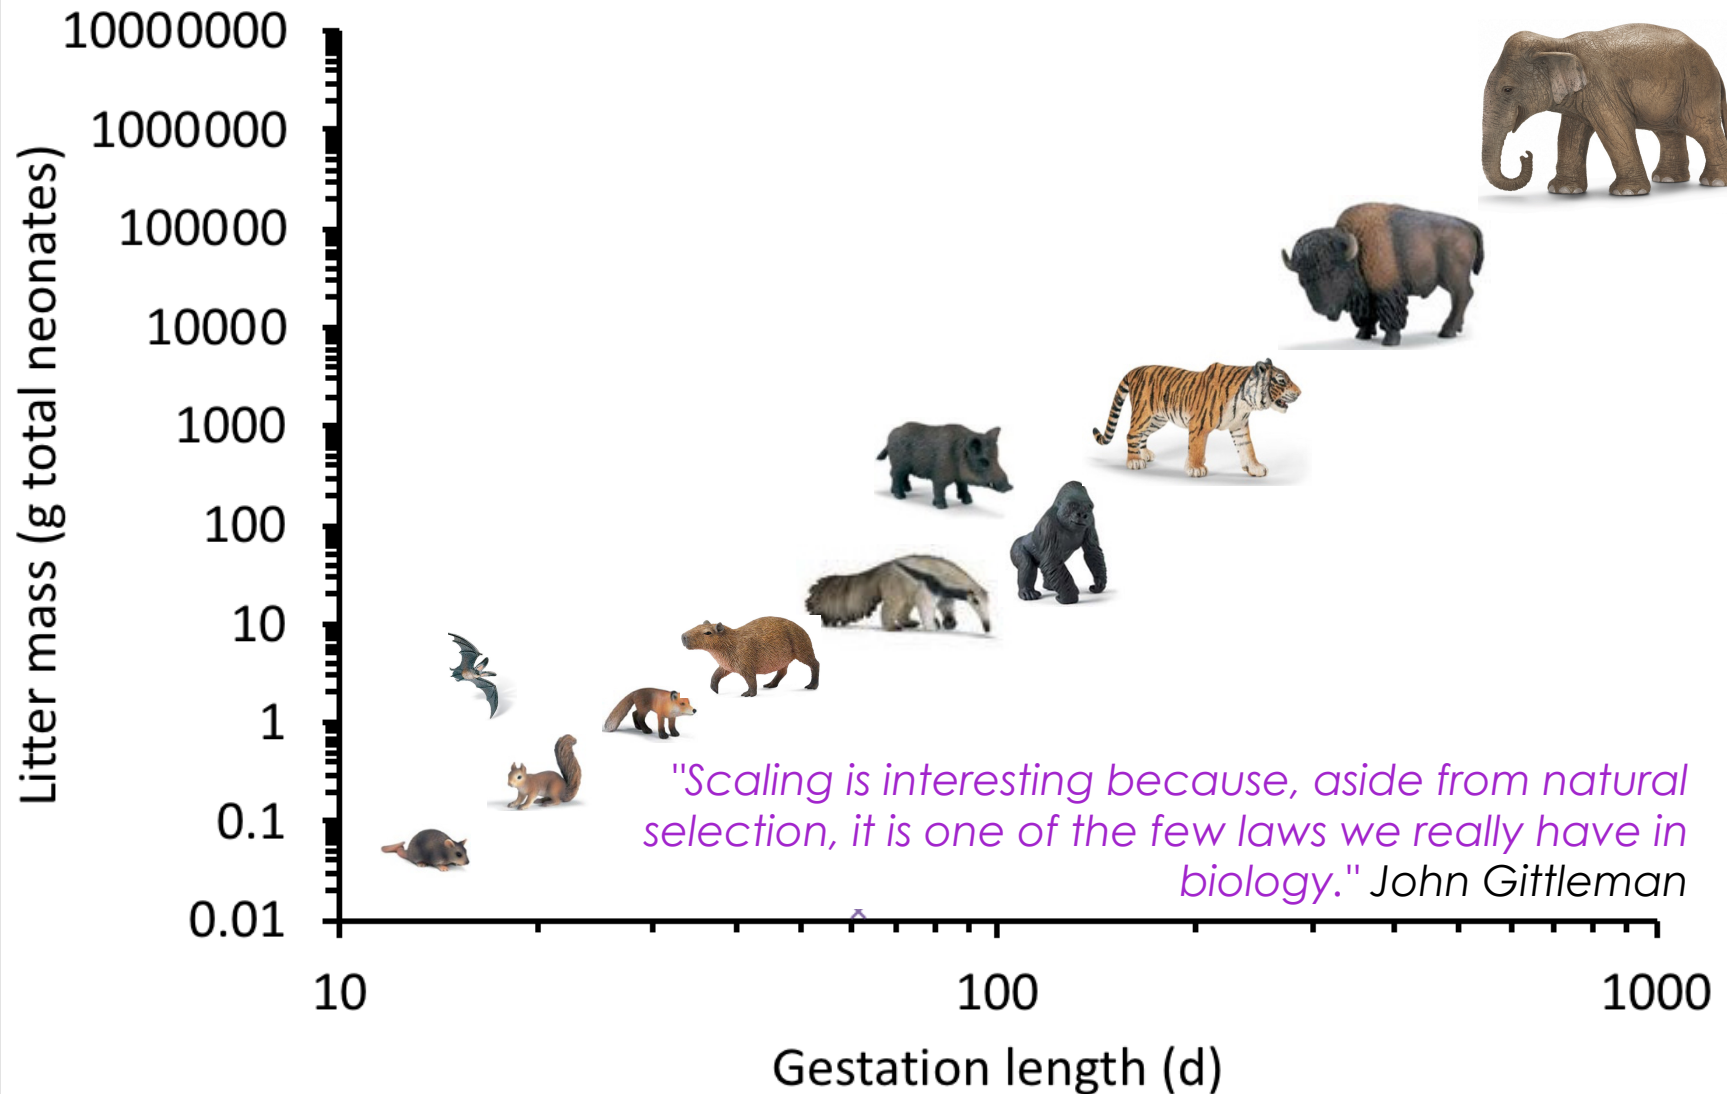 10000000
1000000
100000
10000
1000
100
10
1
0.1
0.01
Litter mass (g total neonates)
"Scaling is interesting because, aside from natural
selection, it is one of the few laws we really have in
biology." John Gittleman
10
100
1000
Gestation length (d)